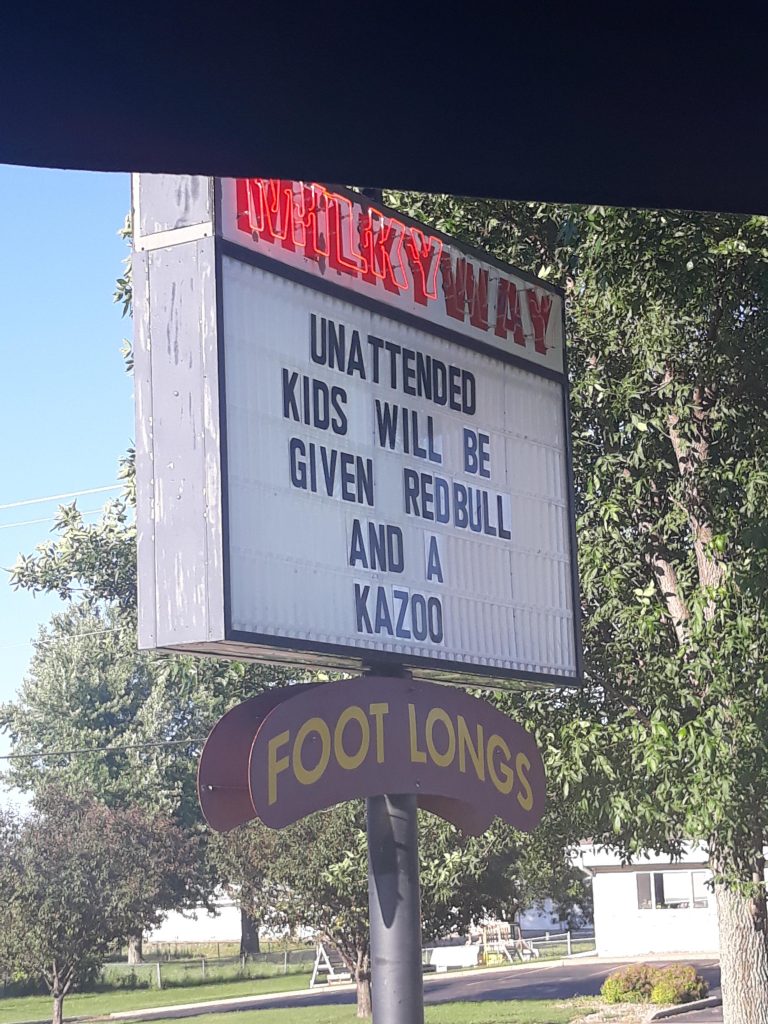 MILKY WAY
UNATTENDED
KIDS WILL BE
GIVEN REDBULL
AND A
KAZOO
FOOT LONGS